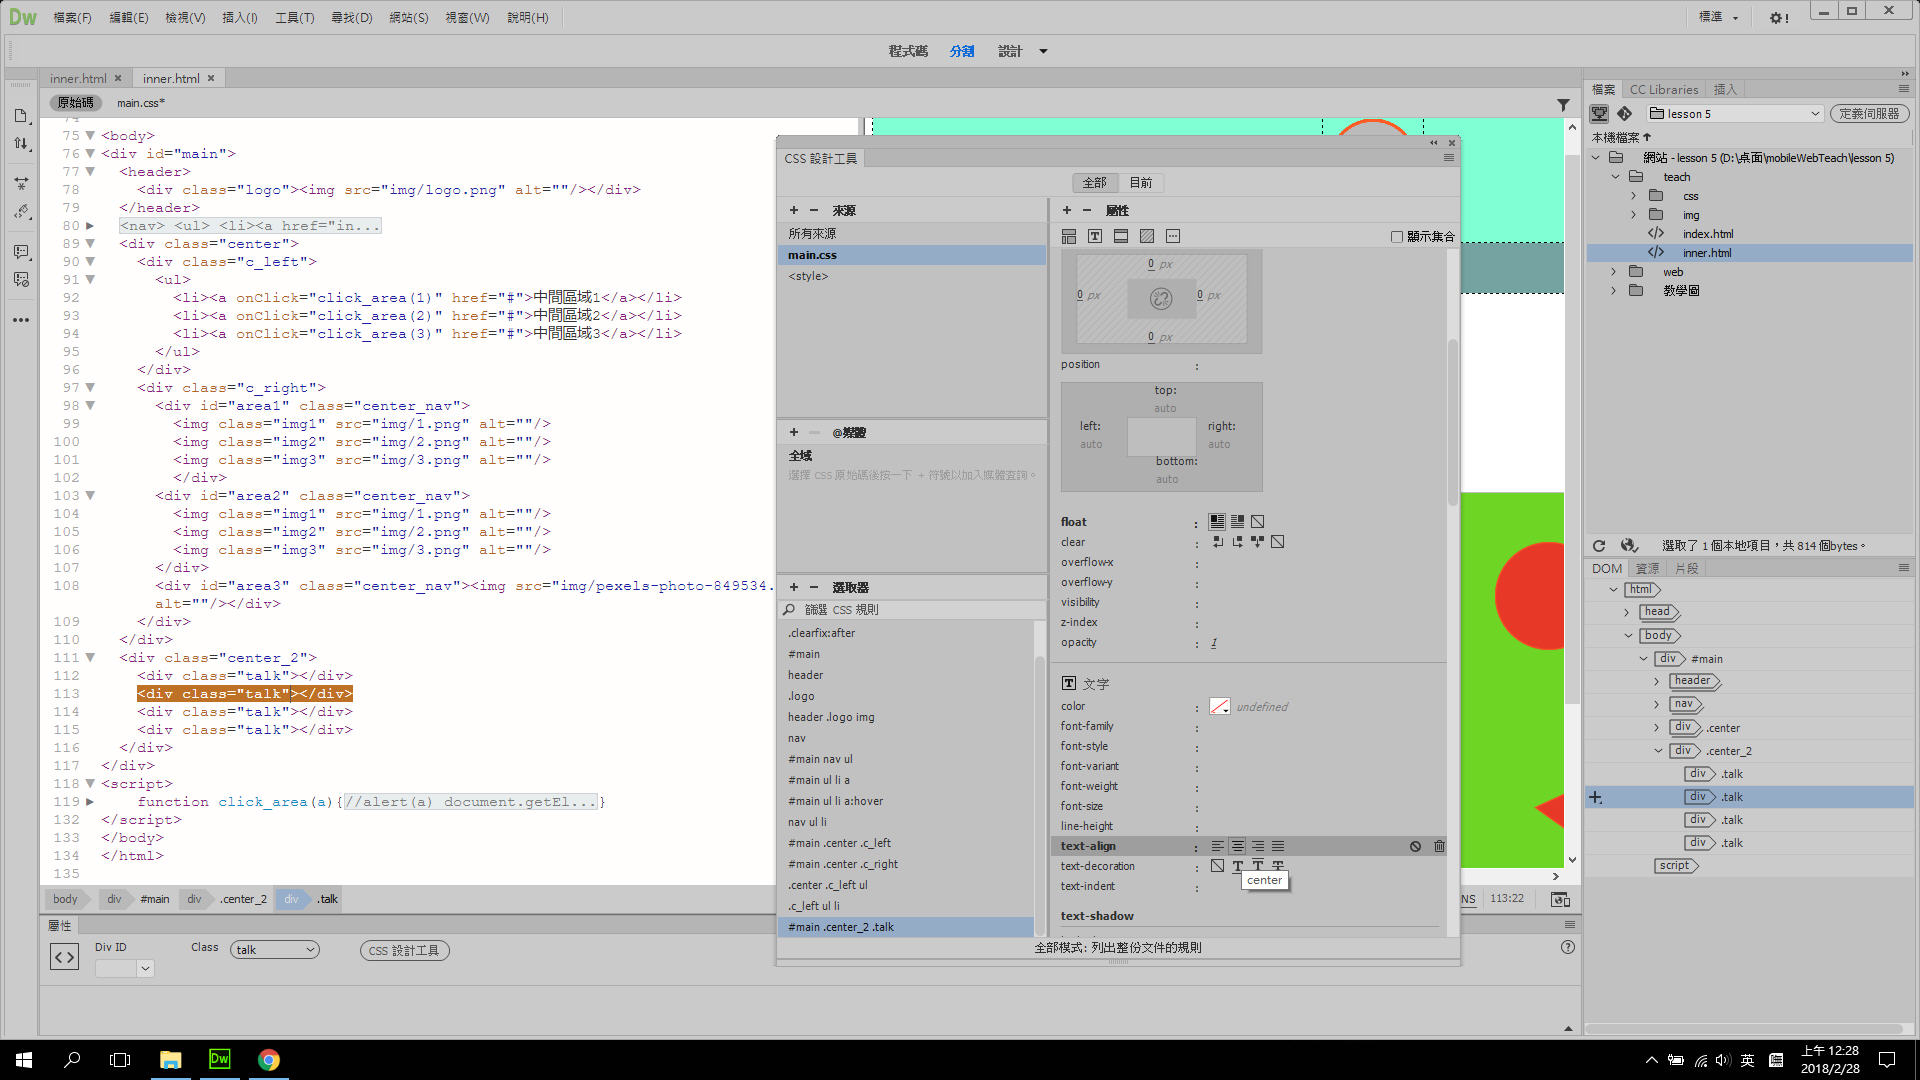 Dw 檔案(F) 編輯(E) 檢視(V) 插入(I) 工具(T) 尋找(D) 網站(S) 視窗(W) 說明(H) 標準
程式碼 分割 設計
inner.html inner.html
原始碼 main.css*
75 <body>
76 <div id="main">
77 <header>
78 <div class="logo"><img src="img/logo.png" alt=""/></div>
79 </header>
80 <nav> <ul> <li><a href="in...
89 <div class="center">
90 <div class="c_left">
91 <ul>
92 <li><a onClick="click_area(1)" href="#">中間區域1</a></li>
93 <li><a onClick="click_area(2)" href="#">中間區域2</a></li>
94 <li><a onClick="click_area(3)" href="#">中間區域3</a></li>
95 </ul>
96 </div>
97 <div class="c_right">
98 <div id="area1" class="center_nav">
99 <img class="img1" src="img/1.png" alt=""/>
100 <img class="img2" src="img/2.png" alt=""/>
101 <img class="img3" src="img/3.png" alt=""/>
102 </div>
103 <div id="area2" class="center_nav">
104 <img class="img1" src="img/1.png" alt=""/>
105 <img class="img2" src="img/2.png" alt=""/>
106 <img class="img3" src="img/3.png" alt=""/>
107 </div>
108 <div id="area3" class="center_nav"><img src="img/pexels-photo-849534.
alt=""/></div>
109 </div>
110 </div>
111 <div class="center_2">
112 <div class="talk"></div>
113 <div class="talk"></div>
114 <div class="talk"></div>
115 <div class="talk"></div>
116 </div>
117 </div>
118 <script>
119 function click_area(a){//alert(a) document.getEl...}
132 </script>
133 </body>
134 </html>
135
body div #main div .center_2 div .talk
NS 113:22
屬性
Div ID Class talk CSS 設計工具
CSS 設計工具
全部 目前
+ − 來源
所有來源
main.css
<style>
+ @媒體
全域
選擇 CSS 原始碼後按一下 + 符號以加入媒體查詢。
+ − 選取器
篩選 CSS 規則
.clearfix:after
#main
header
.logo
header .logo img
nav
#main nav ul
#main ul li a
#main ul li a:hover
nav ul li
#main .center .c_left
#main .center .c_right
.center .c_left ul
.c_left ul li
#main .center_2 .talk
+ − 屬性
顯示集合
0 px
0 px 0 px
0 px
position :
top:
auto
left: right:
auto auto
bottom:
auto
float :
clear :
overflow-x :
overflow-y :
visibility :
z-index :
opacity : 1
T 文字
color : undefined
font-family :
font-style :
font-variant :
font-weight :
font-size :
line-height :
text-align :
text-decoration :
center
text-indent :
text-shadow
全部模式: 列出整份文件的規則
檔案 CC Libraries 插入
lesson 5 定義伺服器
本機檔案
網站 - lesson 5 (D:\桌面\mobileWebTeach\lesson 5)
teach
css
img
index.html
inner.html
web
教學圖
選取了 1 個本地項目，共 814 個bytes。
DOM 資源 片段
html
head
body
div #main
header
nav
div .center
div .center_2
div .talk
div .talk
div .talk
div .talk
script
Dw
英
上午 12:28
2018/2/28